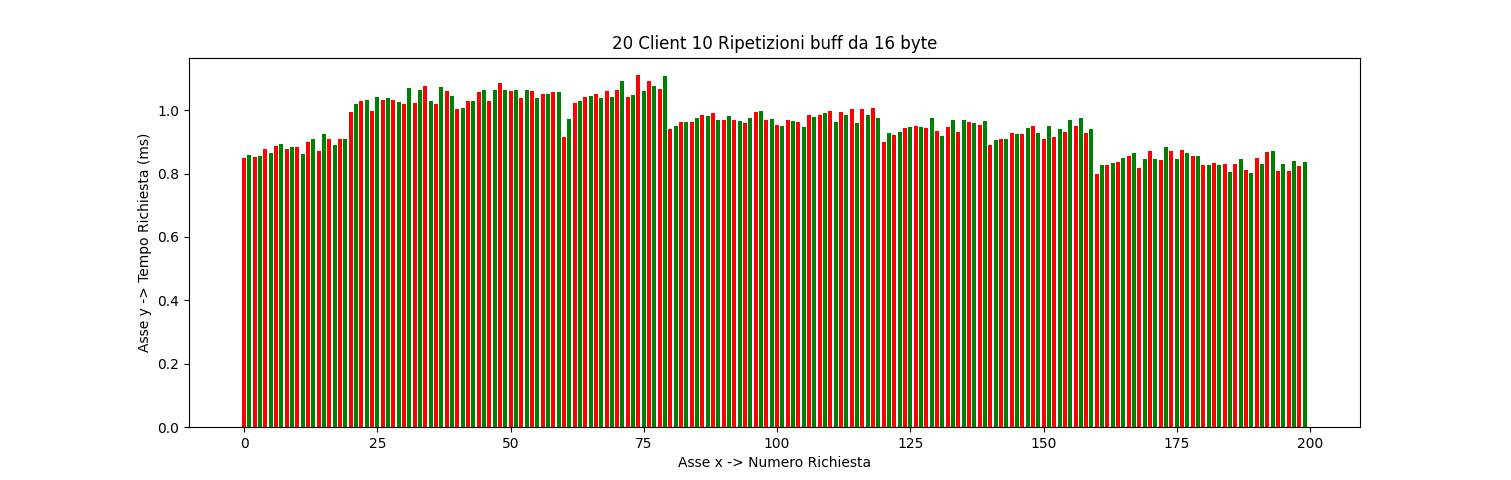 20 Client 10 Ripetizioni buff da 16 byte
Asse y -> Tempo Richiesta (ms)
1.0
0.8
0.6
0.4
0.2
0.0
0 25 50 75 100 125 150 175 200
Asse x -> Numero Richiesta